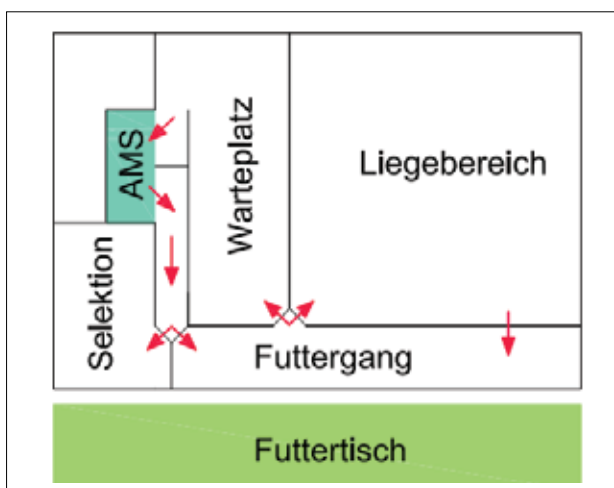 AMS
Warteplatz
Liegebereich
Selektion
Futtergang
Futtertisch